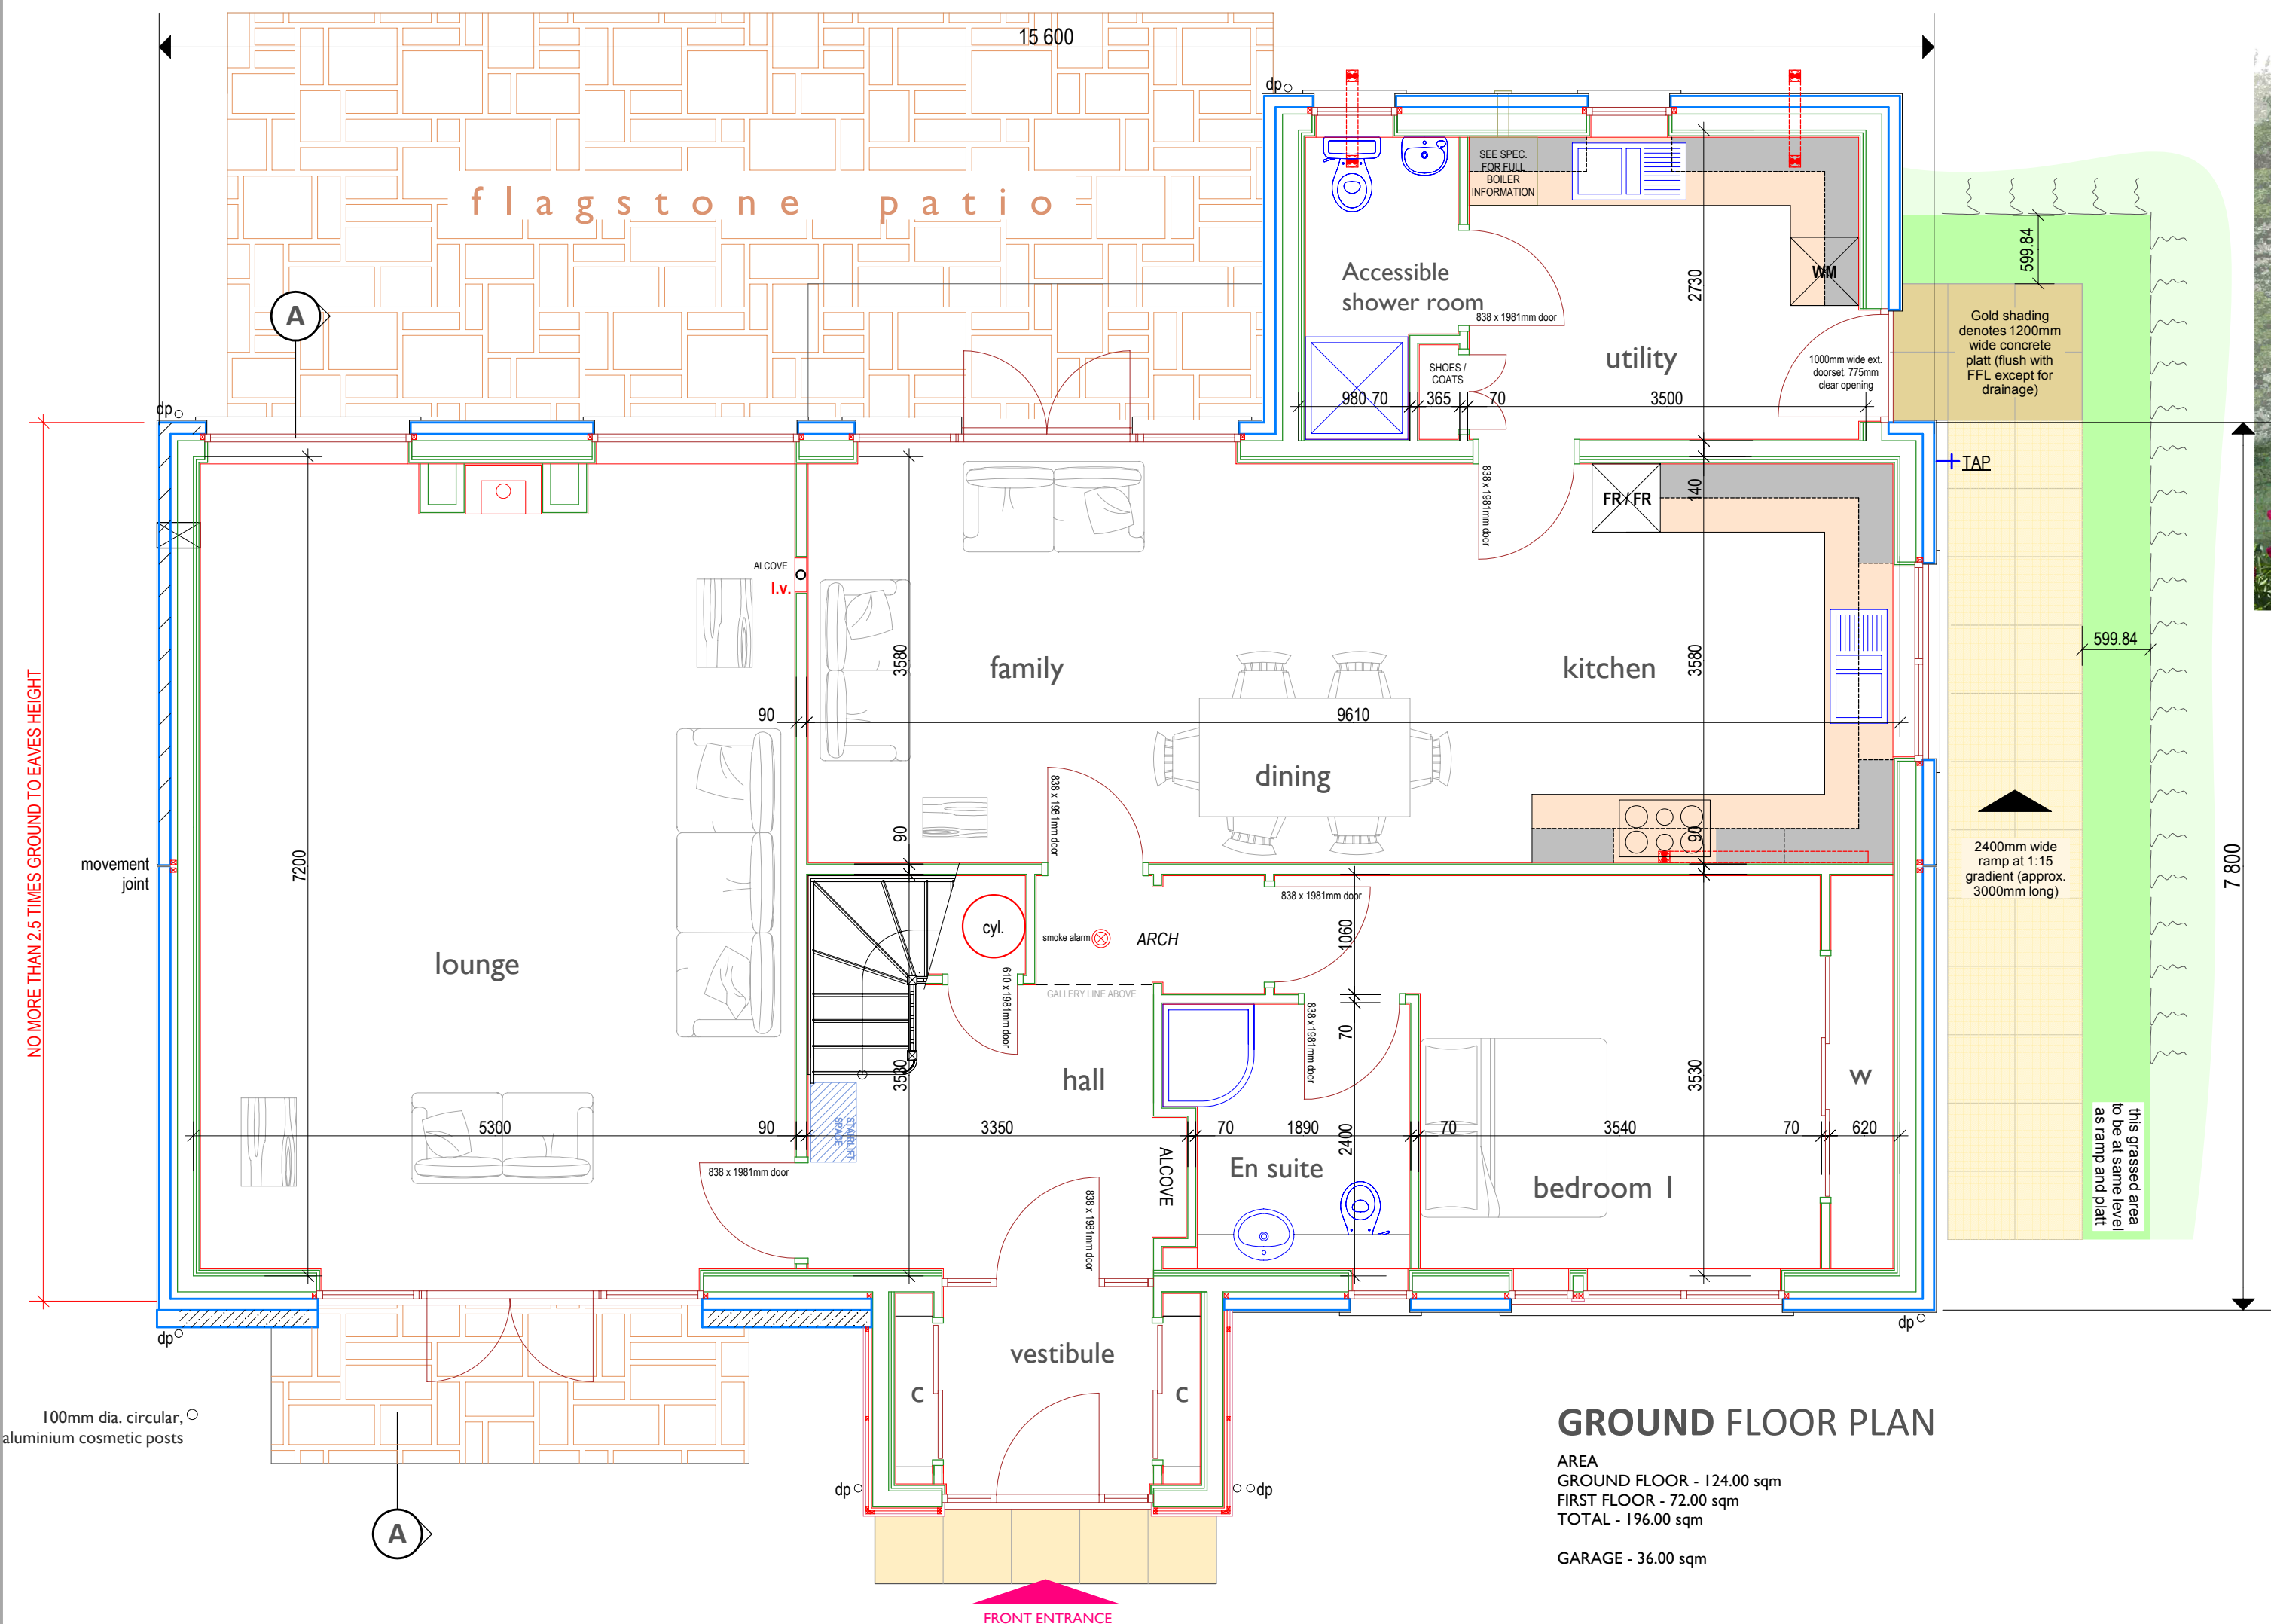 15 600
dp
flagstone patio
SEE SPEC.
FOR FULL
BOILER
INFORMATION
599.84
2730
WM
Accessible
shower room
838 x 1981mm door
Gold shading
denotes 1200mm
wide concrete
platt (flush with
FFL except for
drainage)
A
utility
1000mm wide ext.
doorset. 775mm
clear opening
SHOES /
COATS
980 70 365 70 3500
dp
TAP
838 x 1981mm door
FR / FR
140
ALCOVE
l.v.
3580
family
kitchen
3580
599.84
90
9610
dining
838 x 1981mm door
90
90
NO MORE THAN 2.5 TIMES GROUND TO EAVES HEIGHT
movement
joint
7200
2400mm wide
ramp at 1:15
gradient (approx.
3000mm long)
7 800
838 x 1981mm door
cyl.
smoke alarm
ARCH
1060
lounge
610 x 1981mm door
GALLERY LINE ABOVE
838 x 1981mm door
70
3530
hall
3530
w
STAIRLIFT
SPACE
5300 90 3350 70 1890 2400 70 3540 70 620
this grassed area
to be at same level
as ramp and platt
838 x 1981mm door
ALCOVE
En suite
838 x 1981mm door
bedroom 1
dp
dp
vestibule
c
c
100mm dia. circular,
aluminium cosmetic posts
GROUND FLOOR PLAN
AREA
GROUND FLOOR - 124.00 sqm
FIRST FLOOR - 72.00 sqm
TOTAL - 196.00 sqm
GARAGE - 36.00 sqm
dp
dp
A
FRONT ENTRANCE